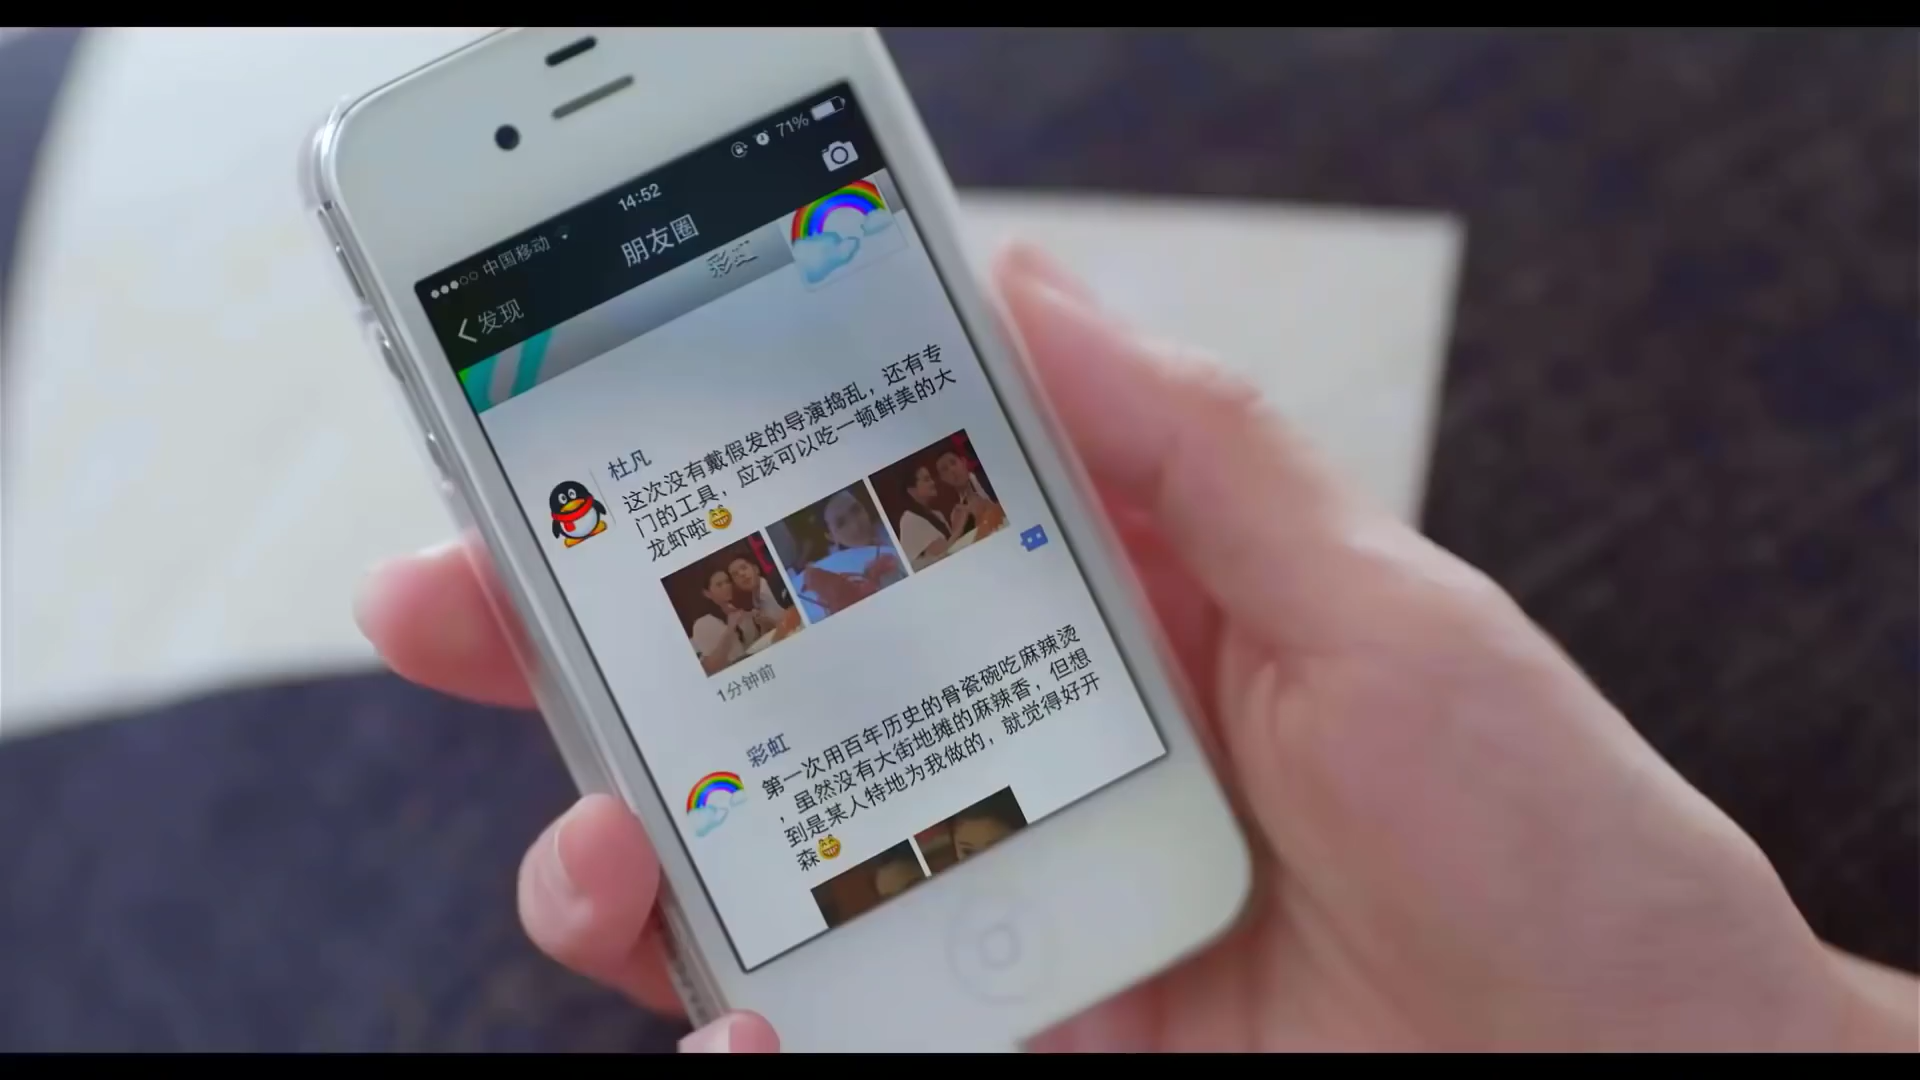 中国移动
14:52
71%
发现
朋友圈
彩虹
杜凡
这次没有戴假发的导演捣乱，还有专
门的工具，应该可以吃一顿鲜美的大
龙虾啦
1分钟前
彩虹
第一次用百年历史的骨瓷碗吃麻辣烫
，虽然没有大街地摊的麻辣香，但想
到是某人特地为我做的，就觉得好开
森